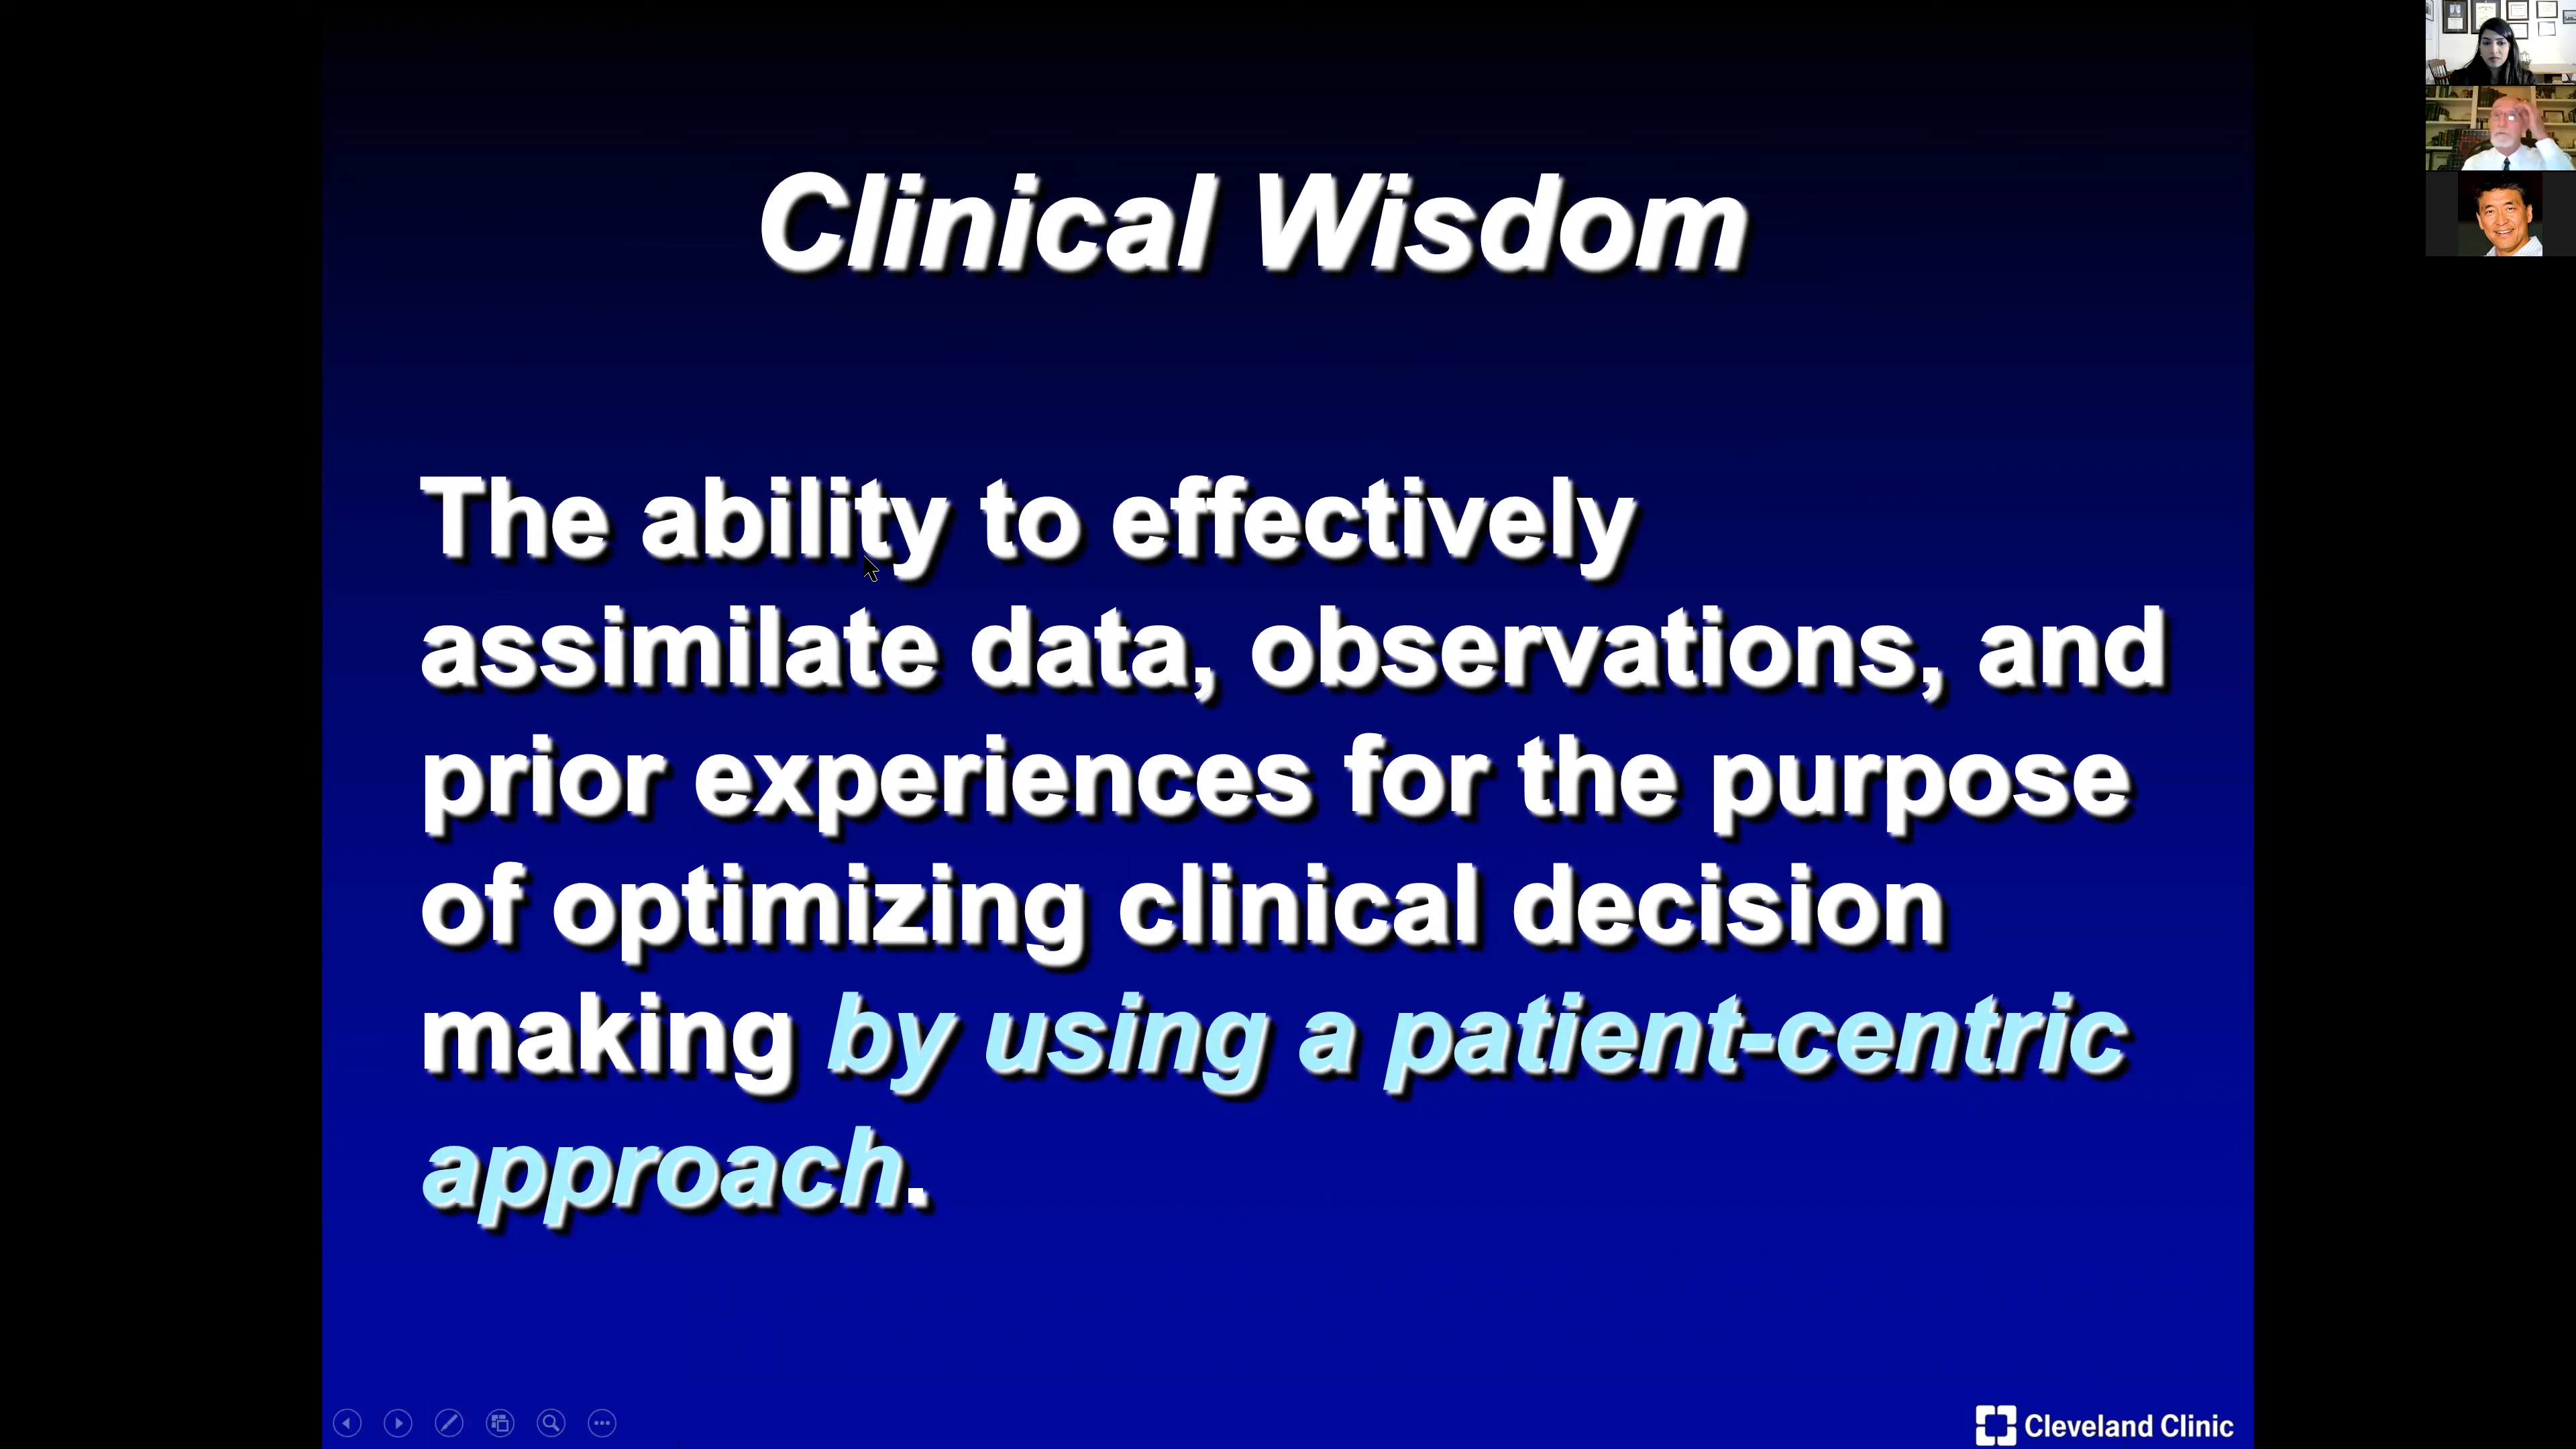 Clinical Wisdom
The ability to effectively
assimilate data, observations, and
prior experiences for the purpose
of optimizing clinical decision
making by using a patient-centric
approach.
Cleveland Clinic